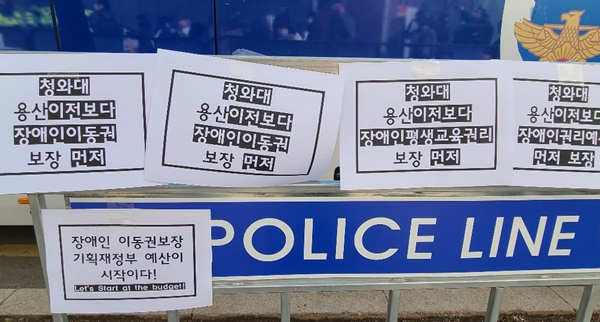 청와대
용산이전보다
장애인이동권
보장 먼저
청와대
용산이전보다
장애인이동권
보장 먼저
청와대
용산이전보다
장애인평생교육권리
보장 먼저
청와대
용산이전보다
장애인권리예
먼저 보장
장애인 이동권보장
기획재정부 예산이
시작이다!
Let's Start at the budget!
POLICE LINE